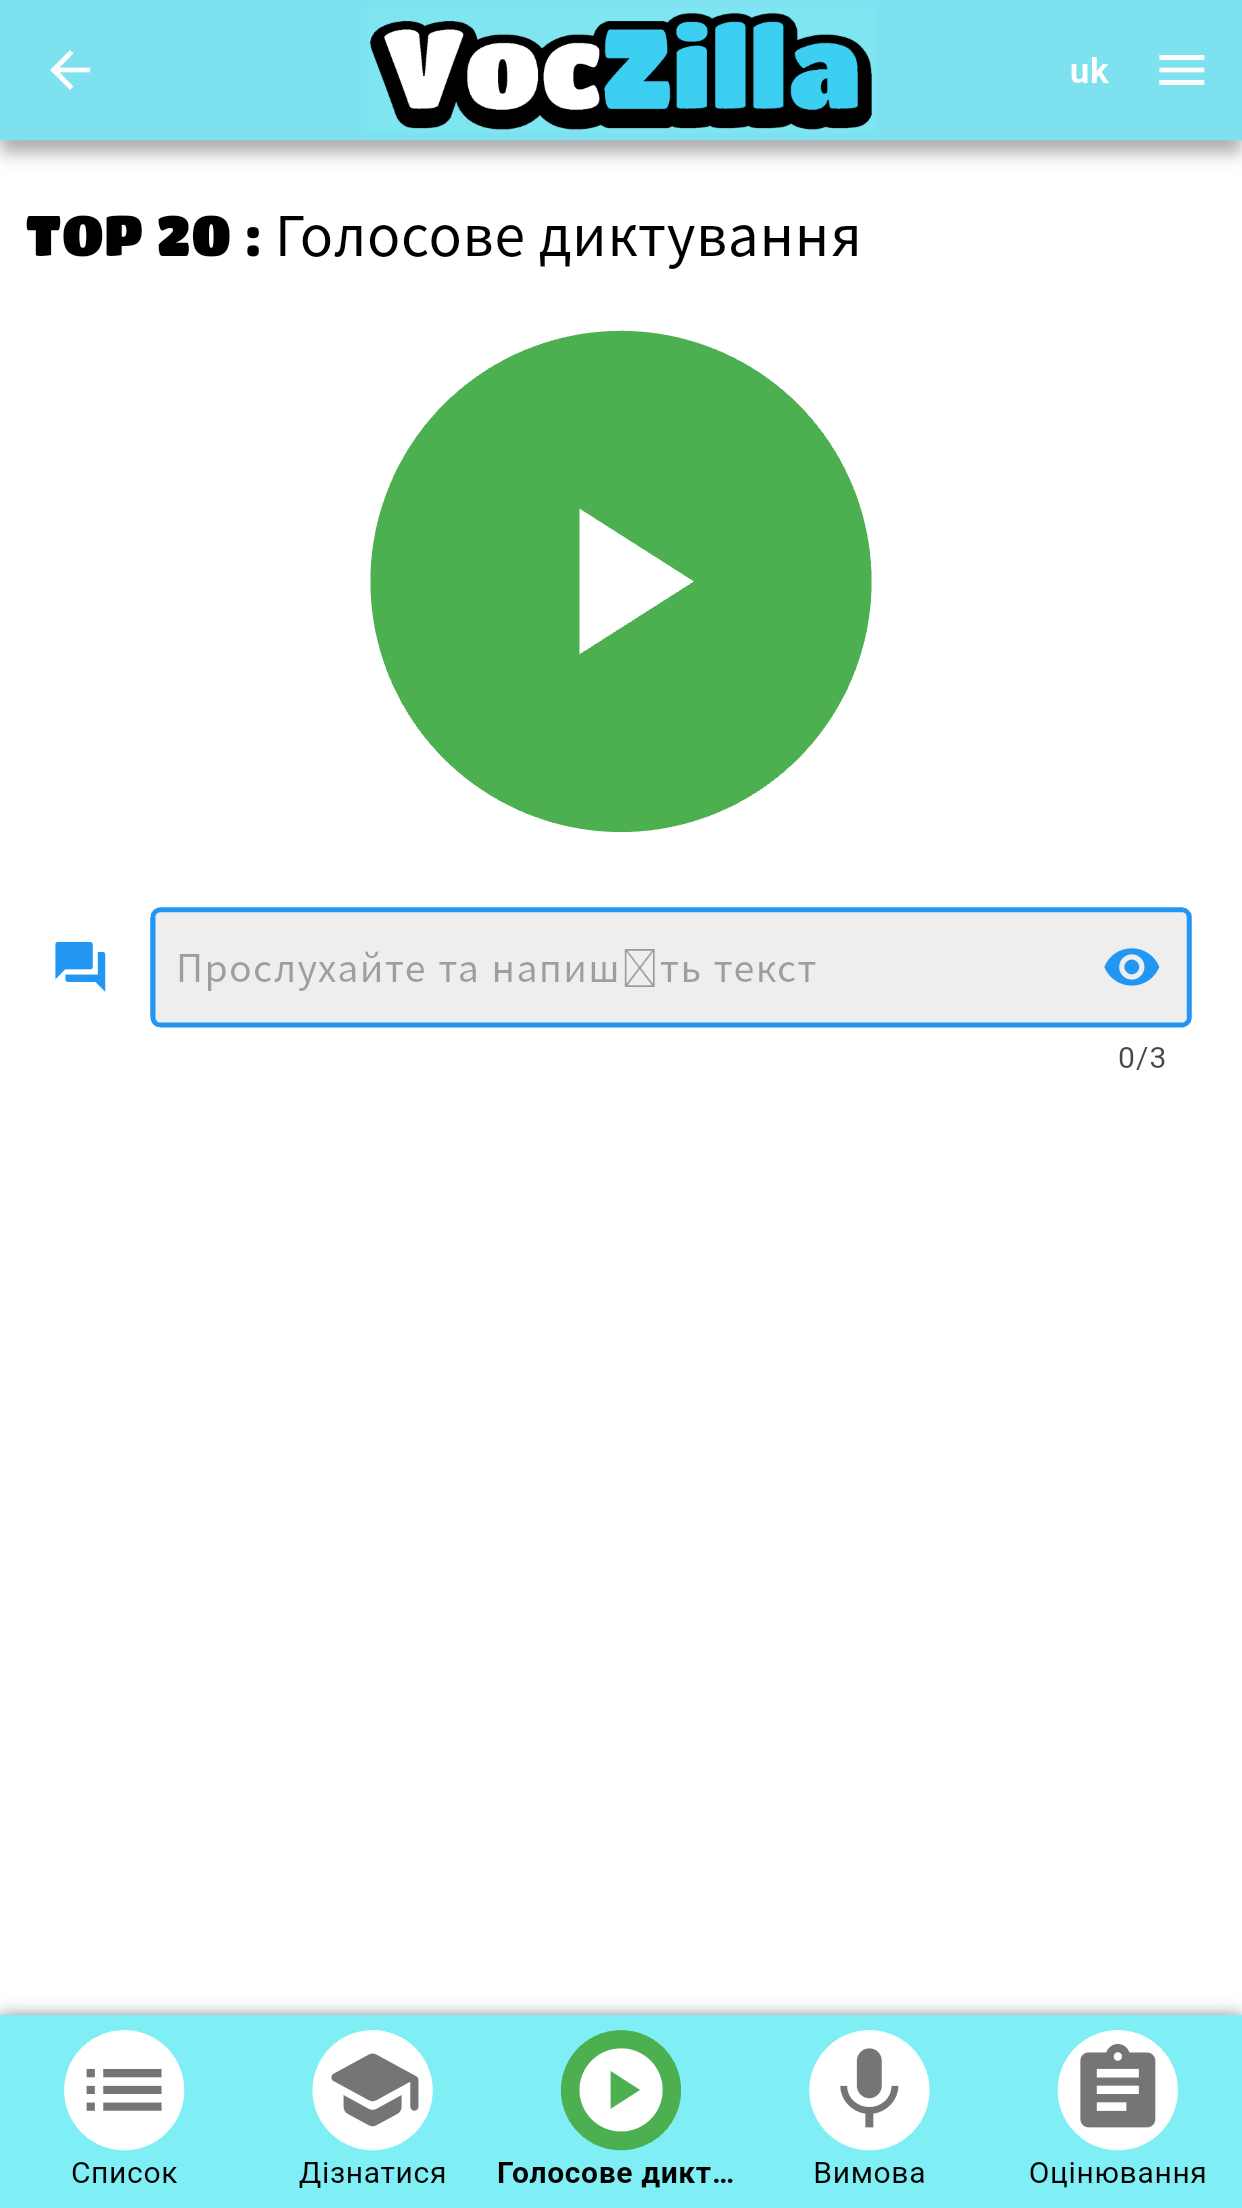 VocZilla
uk
TOP 20 : Голосове диктування
Прослухайте та напиш ть текст
0/3
Список
Дізнатися
Голосове дикт...
Вимова
Оцінювання